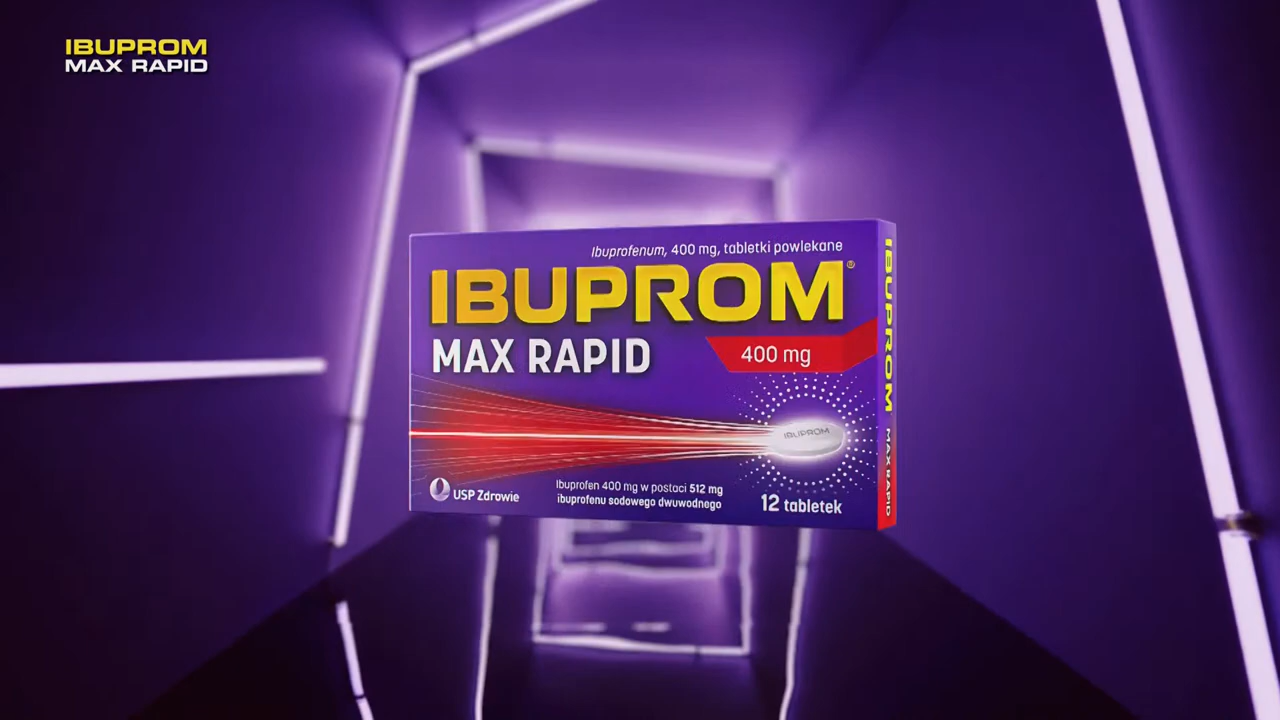 IBUPROM
MAX RAPID
Ibuprofenum, 400 mg, tabletki powlekane
IBUPROM®
MAX RAPID
400 mg
IBUPROM
USP Zdrowie
Ibuprofen 400 mg w postaci 512 mg
ibuprofenu sodowego dwuwodnego
12 tabletek
IBUPROM MAX RAPID